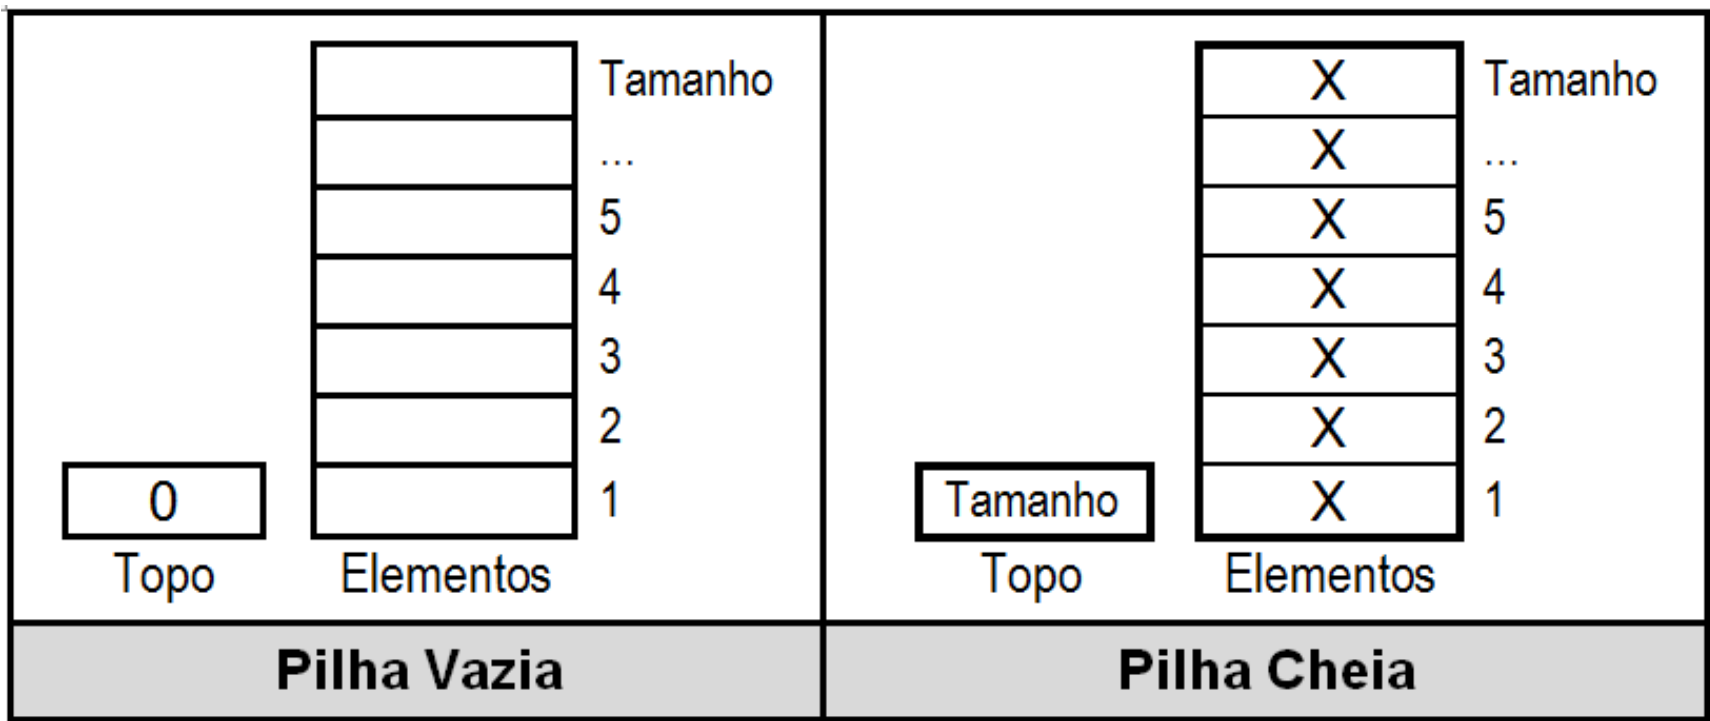 Tamanho
...
5
4
3
2
0 1
Topo Elementos
Pilha Vazia
X Tamanho
X ...
X 5
X 4
X 3
X 2
Tamanho X 1
Topo Elementos
Pilha Cheia